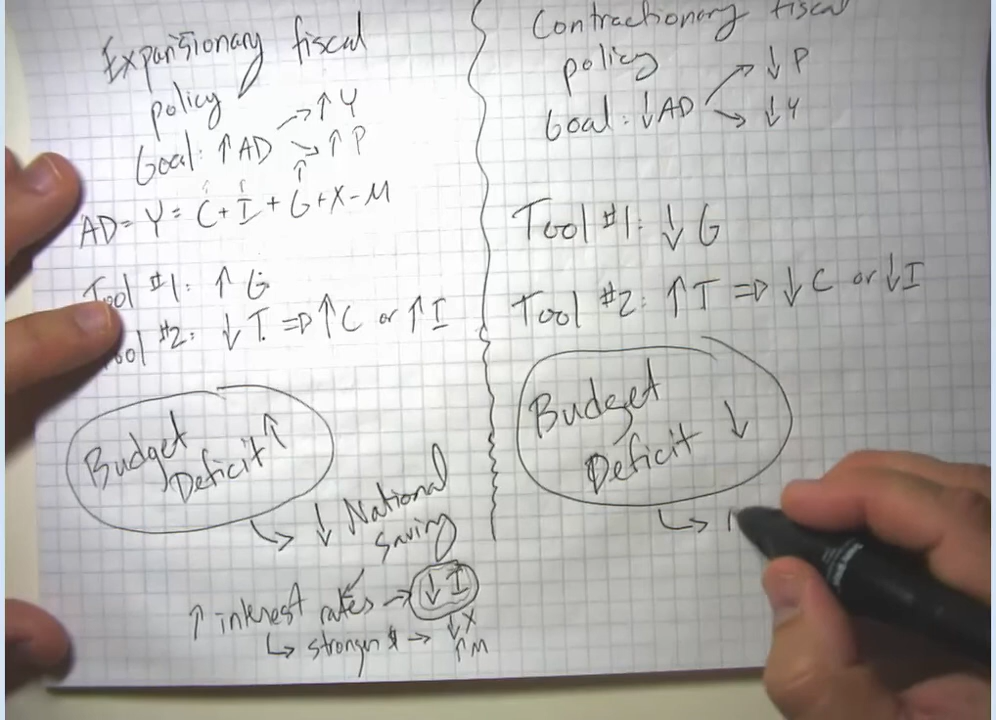 Expansionary fiscal
policy
Goal: ↑ AD → ↑ Y
→ ↑ P
AD = Y = C + I + G + X - M
Tool #1: ↑ G
Tool #2: ↓ T ⇒ ↑ C or ↑ I
Budget
Deficit ↑
↳ ↓ National
saving
↑ interest rates → ↓ I
↳ stronger $ → ↓ X
↑ M
Contractionary fiscal
policy
Goal: ↓ AD → ↓ P
→ ↓ Y
Tool #1: ↓ G
Tool #2: ↑ T ⇒ ↓ C or ↓ I
Budget
Deficit ↓
↳